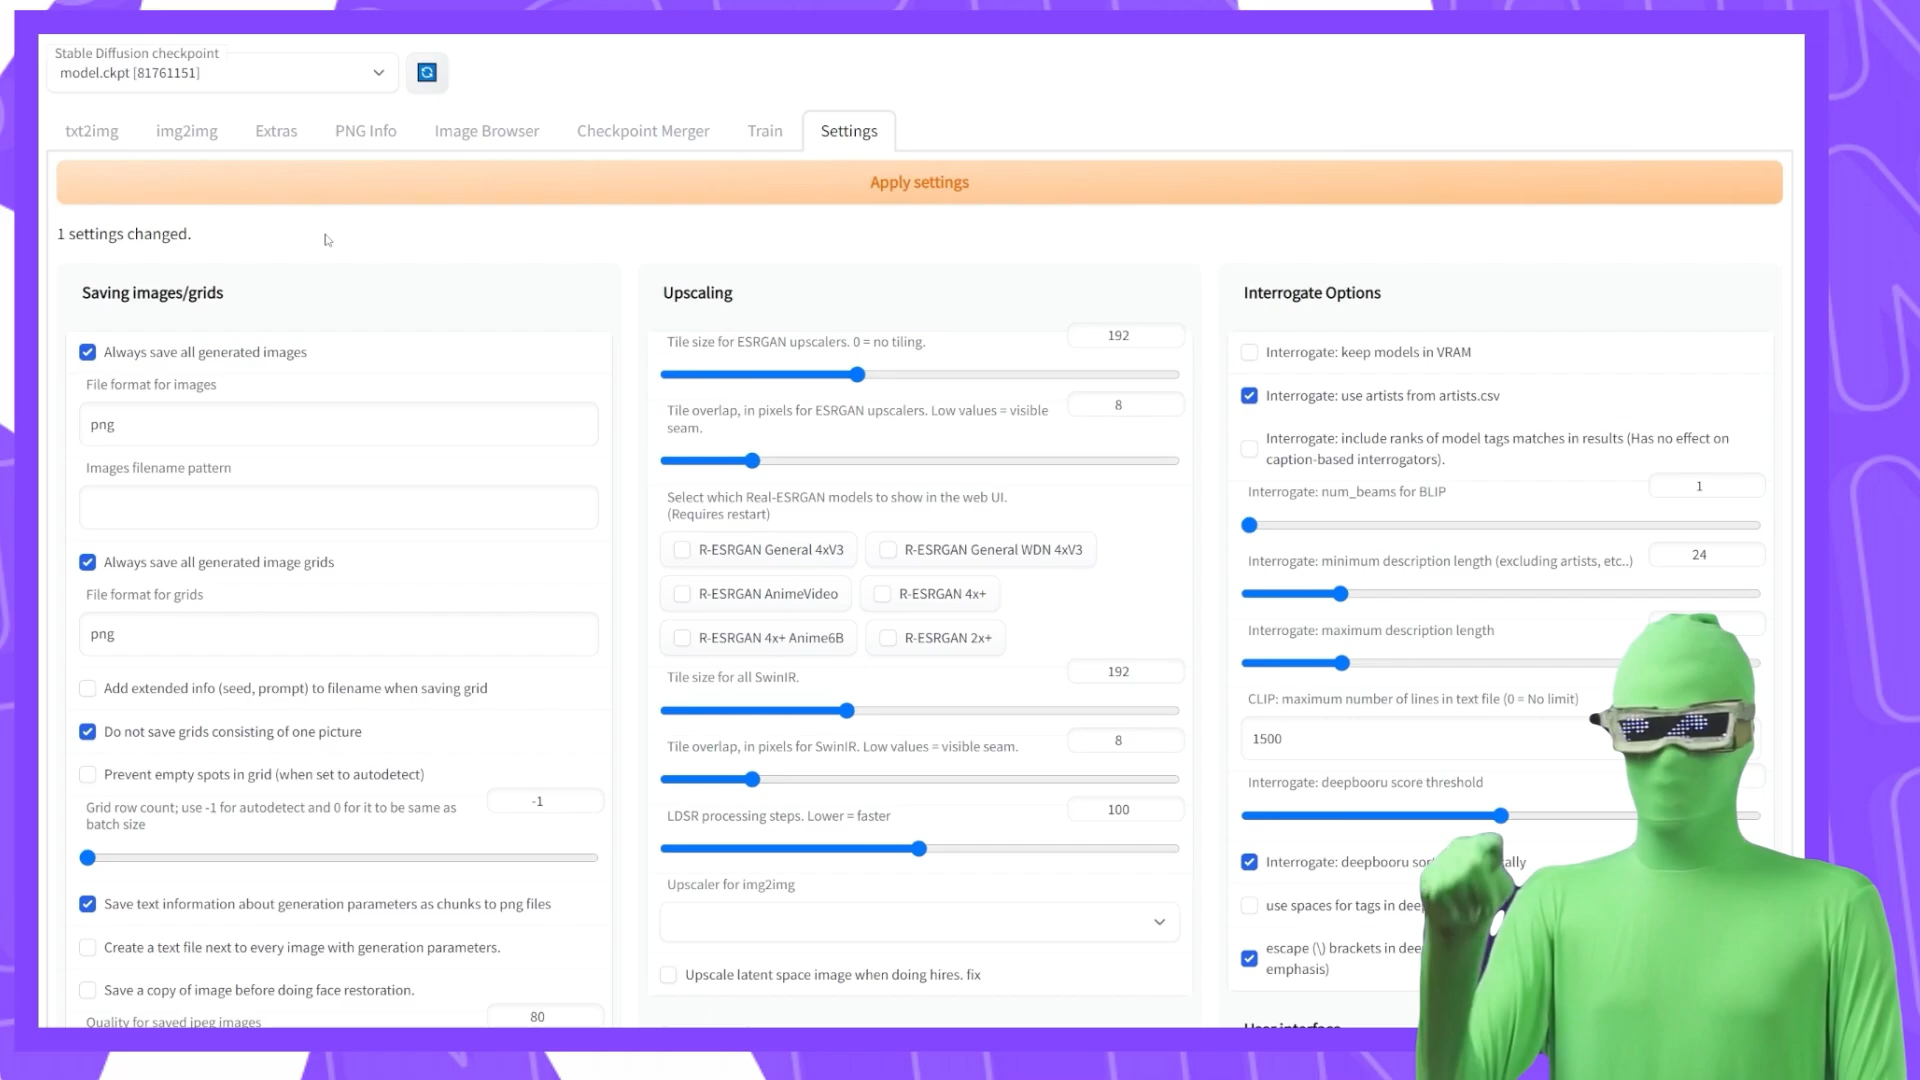 Stable Diffusion checkpoint
model.ckpt [81761151]
txt2img
img2img
Extras
PNG Info
Image Browser
Checkpoint Merger
Train
Settings
Apply settings
1 settings changed.
Saving images/grids
Always save all generated images
File format for images
png
Images filename pattern
Always save all generated image grids
File format for grids
png
Add extended info (seed, prompt) to filename when saving grid
Do not save grids consisting of one picture
Prevent empty spots in grid (when set to autodetect)
Grid row count; use -1 for autodetect and 0 for it to be same as
batch size
-1
Save text information about generation parameters as chunks to png files
Create a text file next to every image with generation parameters.
Save a copy of image before doing face restoration.
Quality for saved jpeg images
80
Upscaling
Tile size for ESRGAN upscalers. 0 = no tiling.
192
Tile overlap, in pixels for ESRGAN upscalers. Low values = visible
seam.
8
Select which Real-ESRGAN models to show in the web UI.
(Requires restart)
R-ESRGAN General 4xV3
R-ESRGAN General WDN 4xV3
R-ESRGAN AnimeVideo
R-ESRGAN 4x+
R-ESRGAN 4x+ Anime6B
R-ESRGAN 2x+
Tile size for all SwinIR.
192
Tile overlap, in pixels for SwinIR. Low values = visible seam.
8
LDSR processing steps. Lower = faster
100
Upscaler for img2img
Upscale latent space image when doing hires. fix
Interrogate Options
Interrogate: keep models in VRAM
Interrogate: use artists from artists.csv
Interrogate: include ranks of model tags matches in results (Has no effect on
caption-based interrogators).
Interrogate: num_beams for BLIP
1
Interrogate: minimum description length (excluding artists, etc..)
24
Interrogate: maximum description length
CLIP: maximum number of lines in text file (0 = No limit)
1500
Interrogate: deepbooru score threshold
Interrogate: deepbooru
use spaces for tags in
escape (\) brackets in
emphasis)
User interface